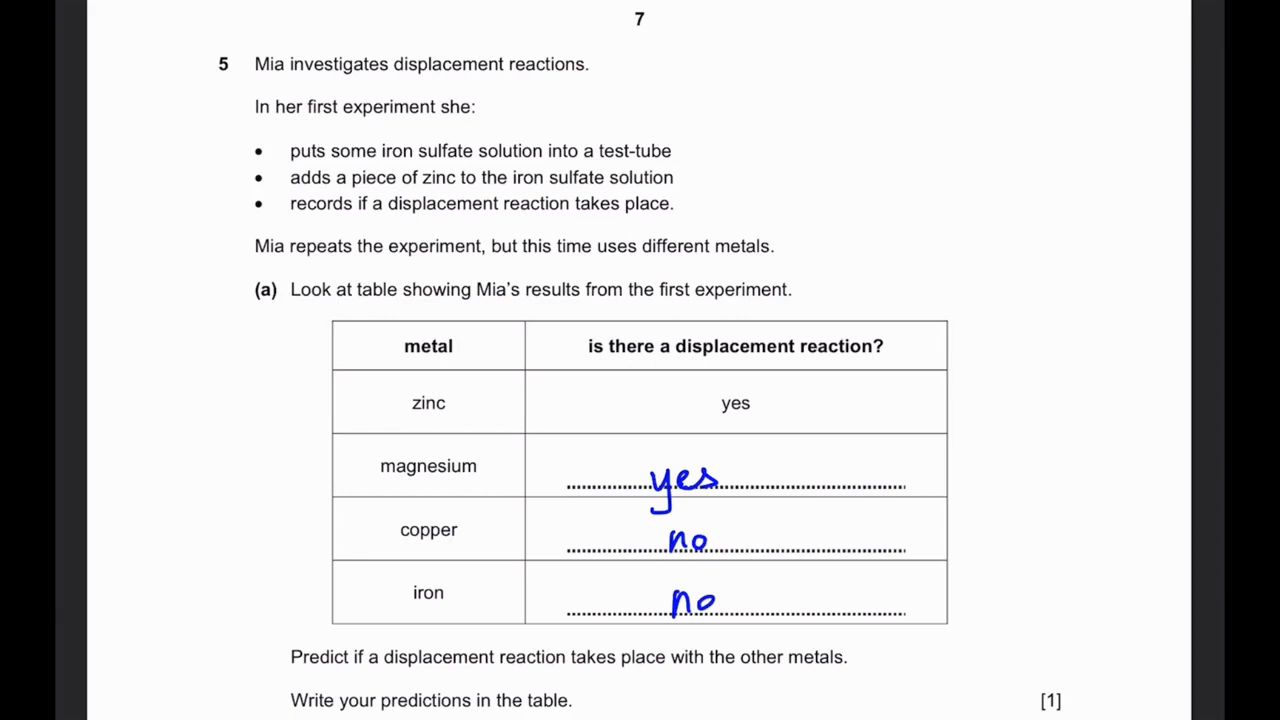 7
5 Mia investigates displacement reactions.
In her first experiment she:
• puts some iron sulfate solution into a test-tube
• adds a piece of zinc to the iron sulfate solution
• records if a displacement reaction takes place.
Mia repeats the experiment, but this time uses different metals.
(a) Look at table showing Mia's results from the first experiment.
metal is there a displacement reaction?
zinc yes
magnesium yes
copper no
iron no
Predict if a displacement reaction takes place with the other metals.
Write your predictions in the table. [1]